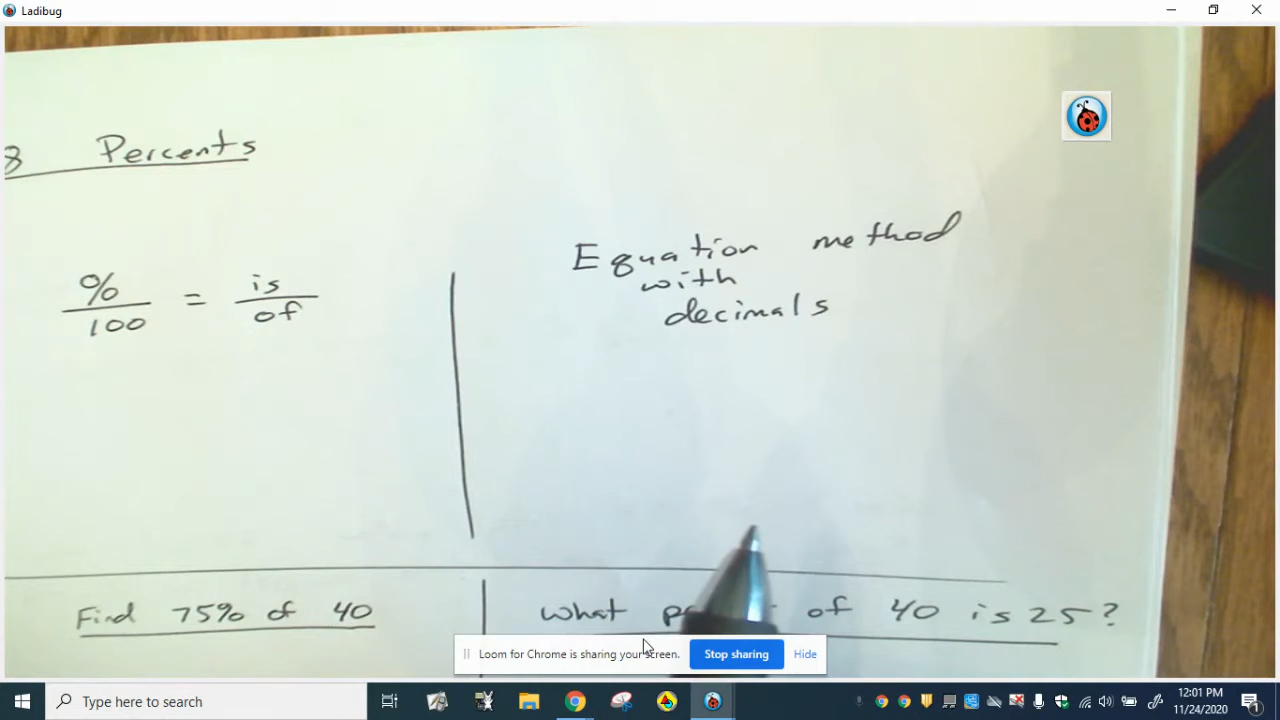 Ladibug
8 Percents
% / 100 = is / of
Equation method
with
decimals
Find 75% of 40
What of 40 is 25?
Loom for Chrome is sharing your screen.
Stop sharing
Hide
Type here to search
12:01 PM
11/24/2020
1